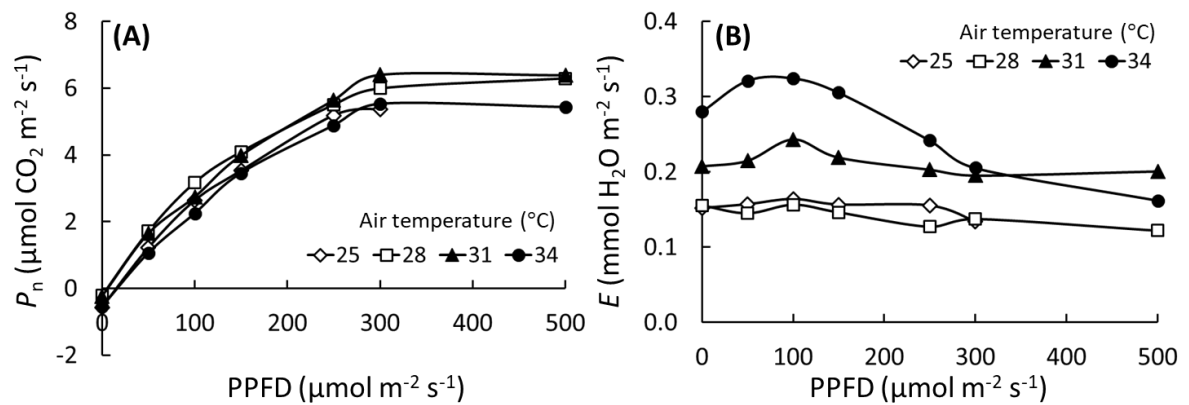 (A)
8
6
4
2
0
-2
Pn (μmol CO2 m-2 s-1)
Air temperature (°C)
25 28 31 34
0 100 200 300 400 500
PPFD (μmol m-2 s-1)
(B)
0.4
0.3
0.2
0.1
0.0
E (mmol H2O m-2 s-1)
Air temperature (°C)
25 28 31 34
0 100 200 300 400 500
PPFD (μmol m-2 s-1)